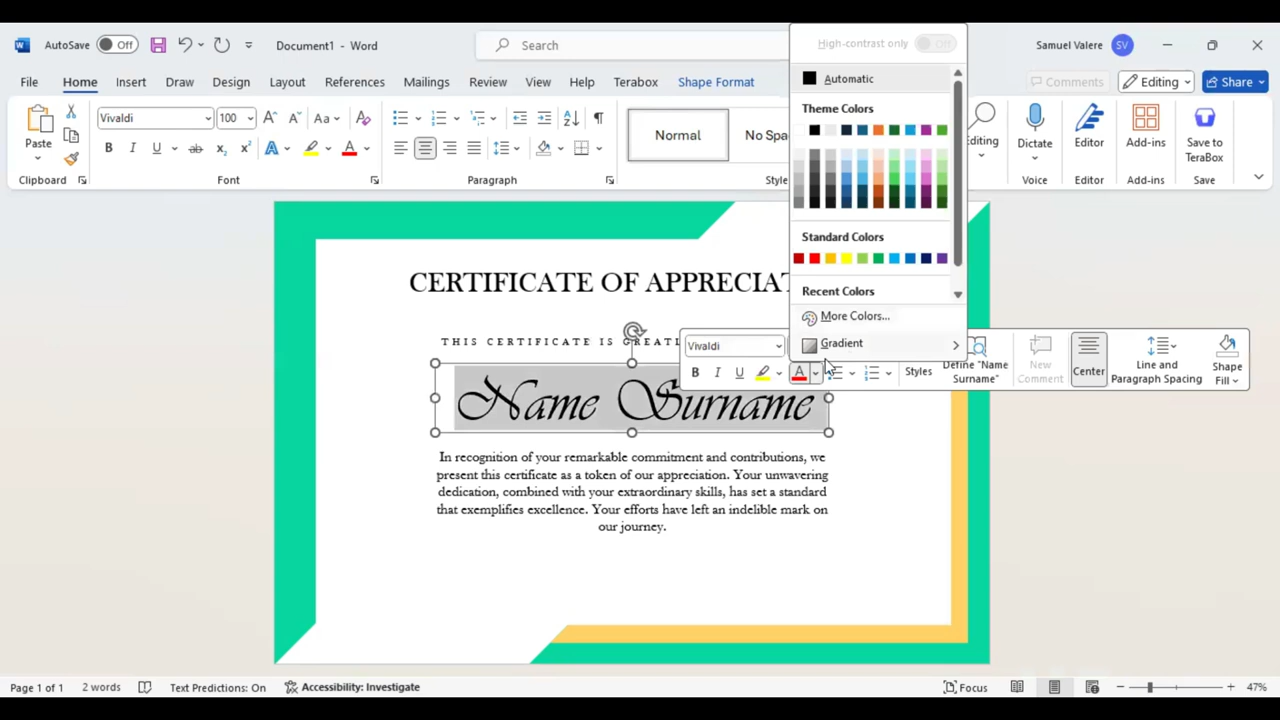 AutoSave Off Document1 - Word Search Samuel Valere SV
File Home Insert Draw Design Layout References Mailings Review View Help Terabox Shape Format Comments Editing Share
Paste Vivaldi 100 Aa Normal No Spa Editing Dictate Editor Add-ins Save to TeraBox
Clipboard Font Paragraph Style Voice Editor Add-ins Save
High-contrast only Off
Automatic
Theme Colors
Standard Colors
Recent Colors
More Colors...
Gradient
CERTIFICATE OF APPRECIAT
THIS CERTIFICATE IS GREATL
Vivaldi
B I U A Styles Define "Name Surname" New Comment Center Line and Paragraph Spacing Shape Fill
Name Surname
In recognition of your remarkable commitment and contributions, we
present this certificate as a token of our appreciation. Your unwavering
dedication, combined with your extraordinary skills, has set a standard
that exemplifies excellence. Your efforts have left an indelible mark on
our journey.
Page 1 of 1 2 words Text Predictions: On Accessibility: Investigate Focus 47%